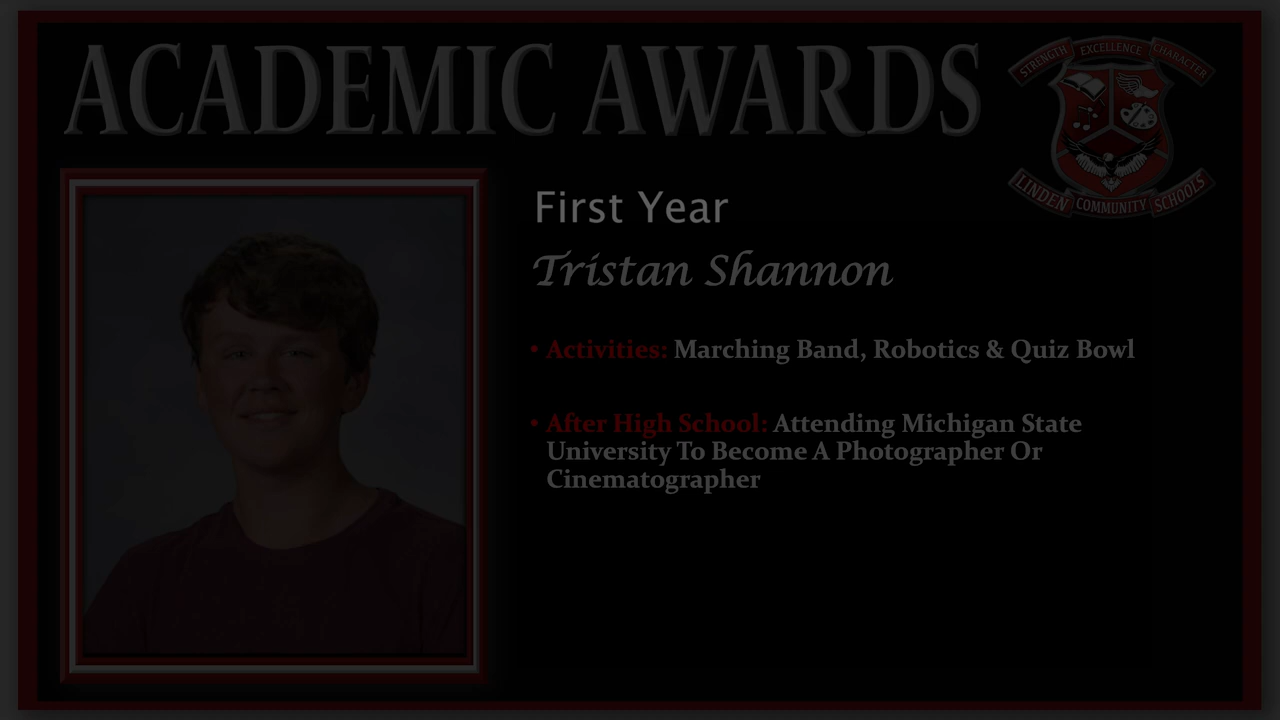 ACADEMIC AWARDS
STRENGTH EXCELLENCE CHARACTER
LINDEN COMMUNITY SCHOOLS
First Year
Tristan Shannon
• Activities: Marching Band, Robotics & Quiz Bowl
• After High School: Attending Michigan State
University To Become A Photographer Or
Cinematographer